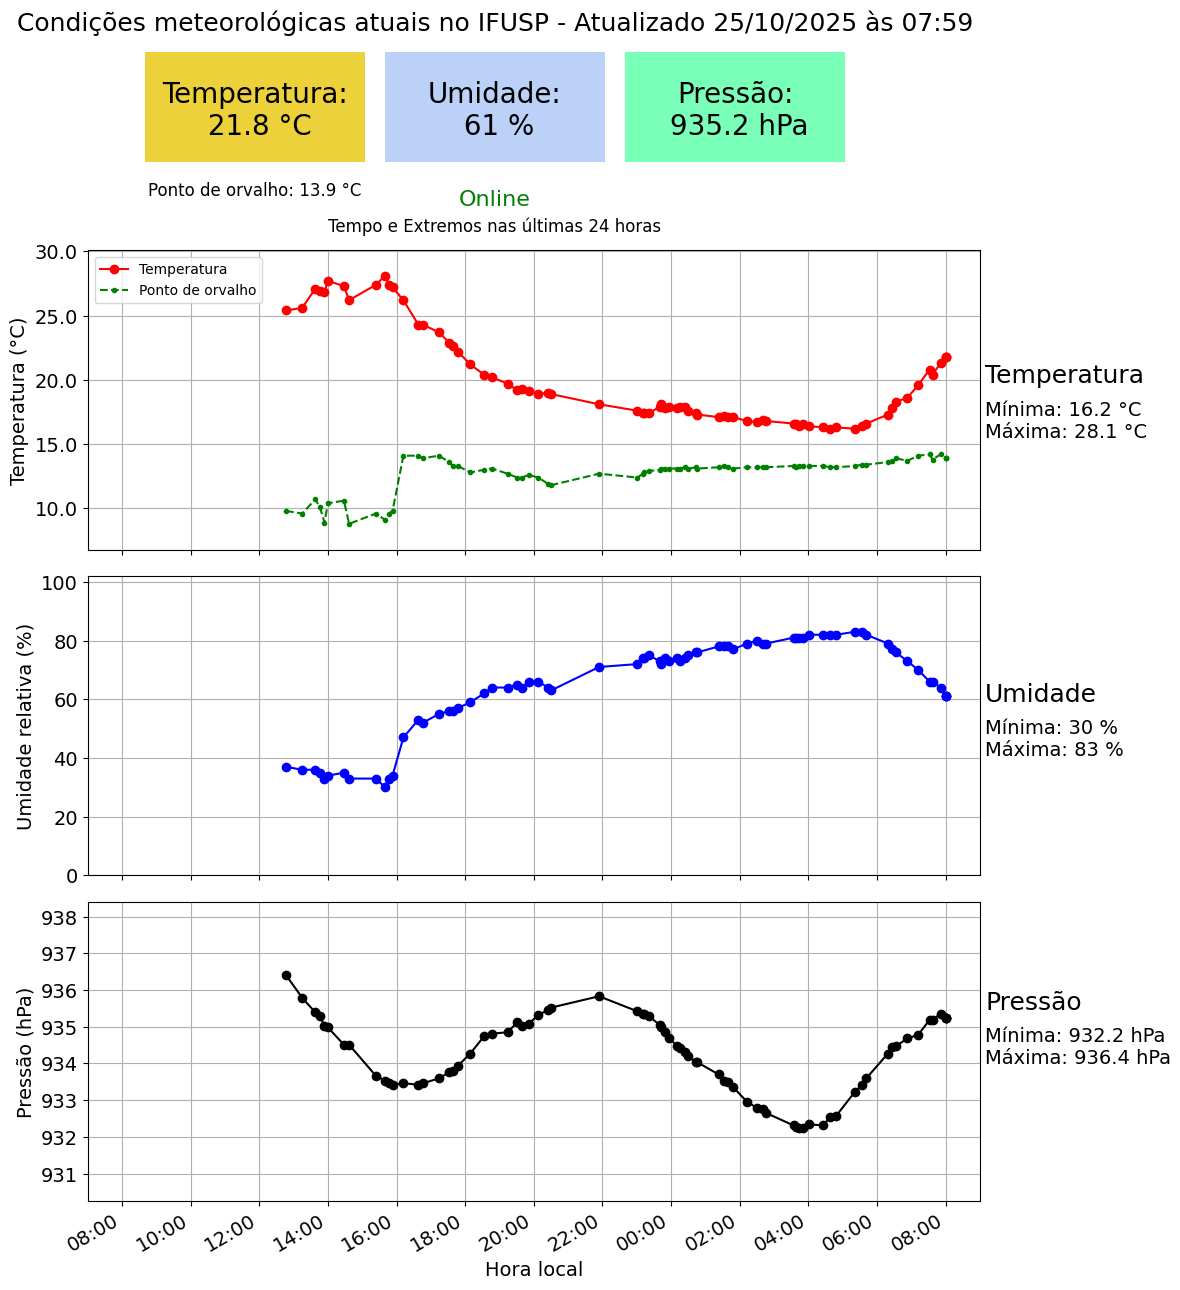 Condições meteorológicas atuais no IFUSP - Atualizado 25/10/2025 às 07:59
Temperatura:
21.8 °C
Umidade:
61 %
Pressão:
935.2 hPa
Ponto de orvalho: 13.9 °C
Online
Tempo e Extremos nas últimas 24 horas
Temperatura (°C)
30.0
25.0
20.0
15.0
10.0
Temperatura
Ponto de orvalho
Temperatura
Mínima: 16.2 °C
Máxima: 28.1 °C
Umidade relativa (%)
100
80
60
40
20
0
Umidade
Mínima: 30 %
Máxima: 83 %
Pressão (hPa)
938
937
936
935
934
933
932
931
Pressão
Mínima: 932.2 hPa
Máxima: 936.4 hPa
08:00 10:00 12:00 14:00 16:00 18:00 20:00 22:00 00:00 02:00 04:00 06:00 08:00
Hora local